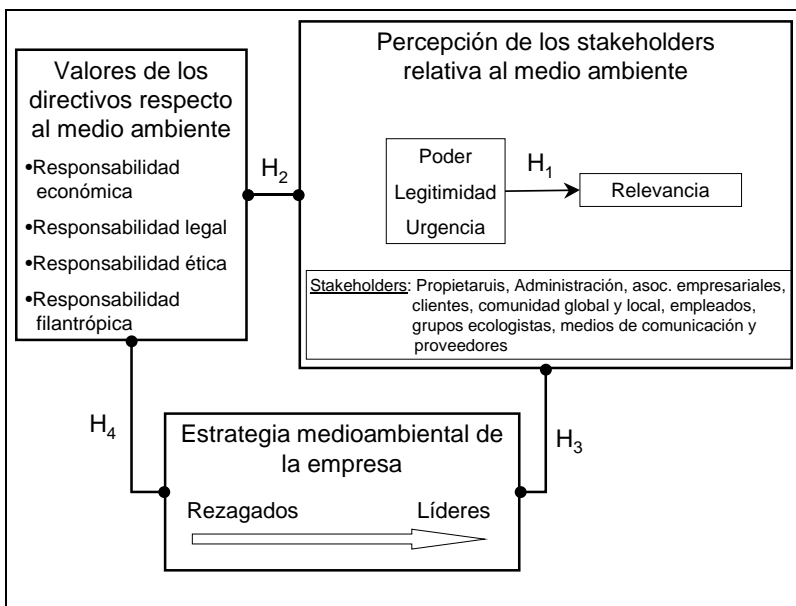 Valores de los
directivos respecto
al medio ambiente
•Responsabilidad
económica
•Responsabilidad legal
•Responsabilidad ética
•Responsabilidad
filantrópica
H2
Percepción de los stakeholders
relativa al medio ambiente
Poder
Legitimidad
Urgencia
H1
Relevancia
Stakeholders: Propietaruis, Administración, asoc. empresariales,
clientes, comunidad global y local, empleados,
grupos ecologistas, medios de comunicación y
proveedores
H4
H3
Estrategia medioambiental de
la empresa
Rezagados Líderes